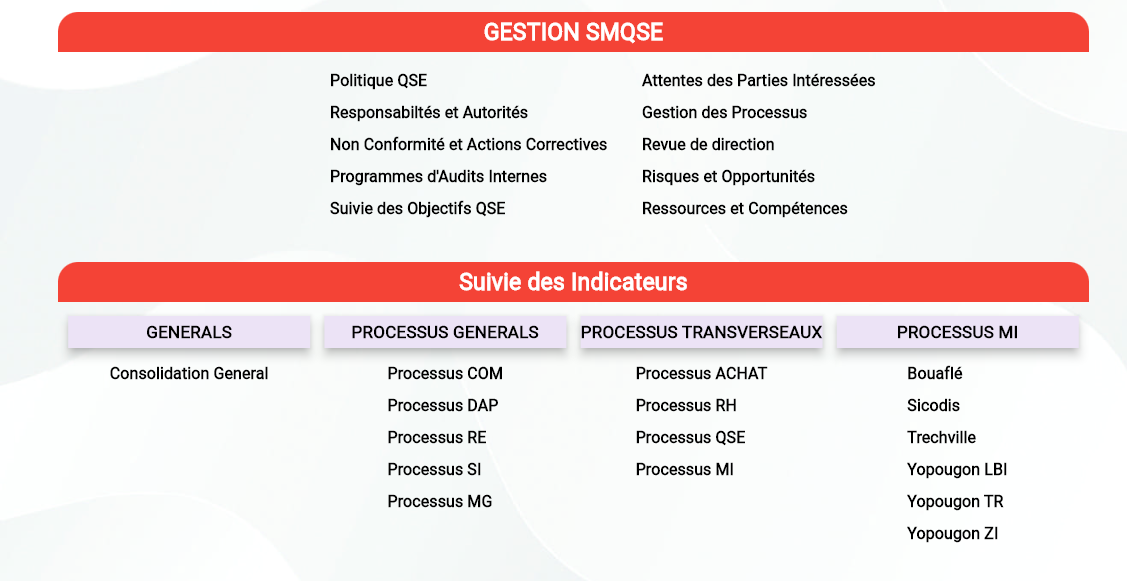 GESTION SMQSE
Politique QSE
Responsabiltés et Autorités
Non Conformité et Actions Correctives
Programmes d'Audits Internes
Suivie des Objectifs QSE
Attentes des Parties Intéressées
Gestion des Processus
Revue de direction
Risques et Opportunités
Ressources et Compétences
Suivie des Indicateurs
GENERALS
Consolidation General
PROCESSUS GENERALS
Processus COM
Processus DAP
Processus RE
Processus SI
Processus MG
PROCESSUS TRANSVERSEAUX
Processus ACHAT
Processus RH
Processus QSE
Processus MI
PROCESSUS MI
Bouaflé
Sicodis
Trechville
Yopougon LBI
Yopougon TR
Yopougon ZI